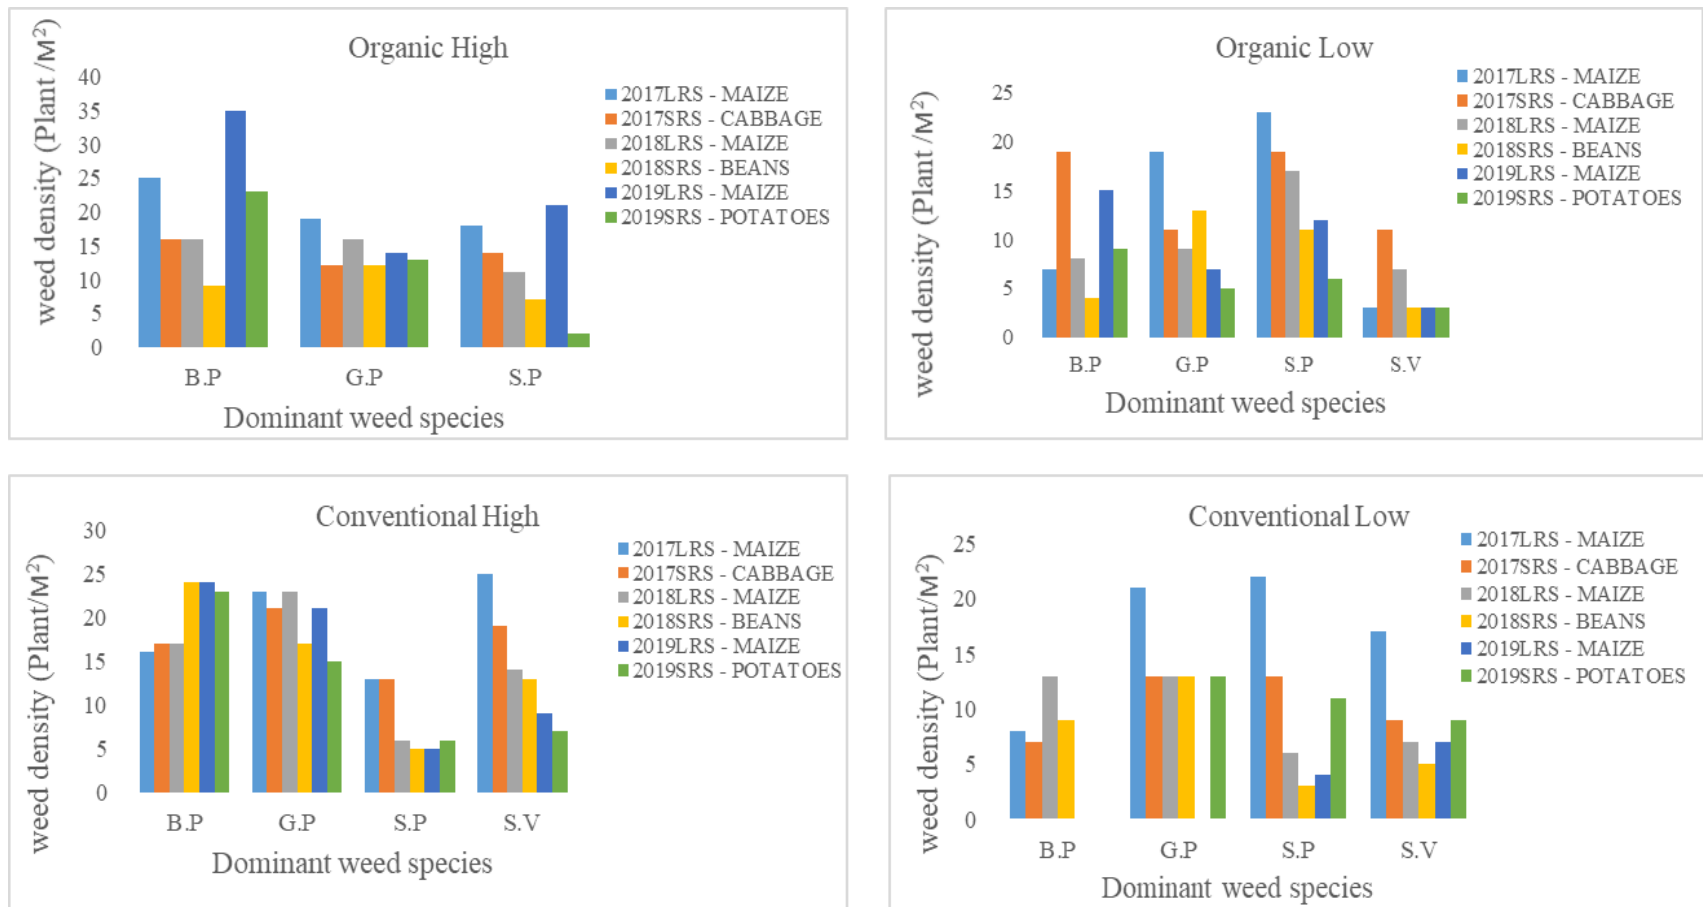 Organic High
weed density (Plant /M²)
40
35
30
25
20
15
10
5
0
B.P G.P S.P
Dominant weed species
2017LRS - MAIZE
2017SRS - CABBAGE
2018LRS - MAIZE
2018SRS - BEANS
2019LRS - MAIZE
2019SRS - POTATOES
Organic Low
weed density (Plant /M²)
25
20
15
10
5
0
B.P G.P S.P S.V
Dominant weed species
2017LRS - MAIZE
2017SRS - CABBAGE
2018LRS - MAIZE
2018SRS - BEANS
2019LRS - MAIZE
2019SRS - POTATOES
Conventional High
weed density (Plant/M²)
30
25
20
15
10
5
0
B.P G.P S.P S.V
Dominant weed species
2017LRS - MAIZE
2017SRS - CABBAGE
2018LRS - MAIZE
2018SRS - BEANS
2019LRS - MAIZE
2019SRS - POTATOES
Conventional Low
weed density (Plant/M²)
25
20
15
10
5
0
B.P G.P S.P S.V
Dominant weed species
2017LRS - MAIZE
2017SRS - CABBAGE
2018LRS - MAIZE
2018SRS - BEANS
2019LRS - MAIZE
2019SRS - POTATOES